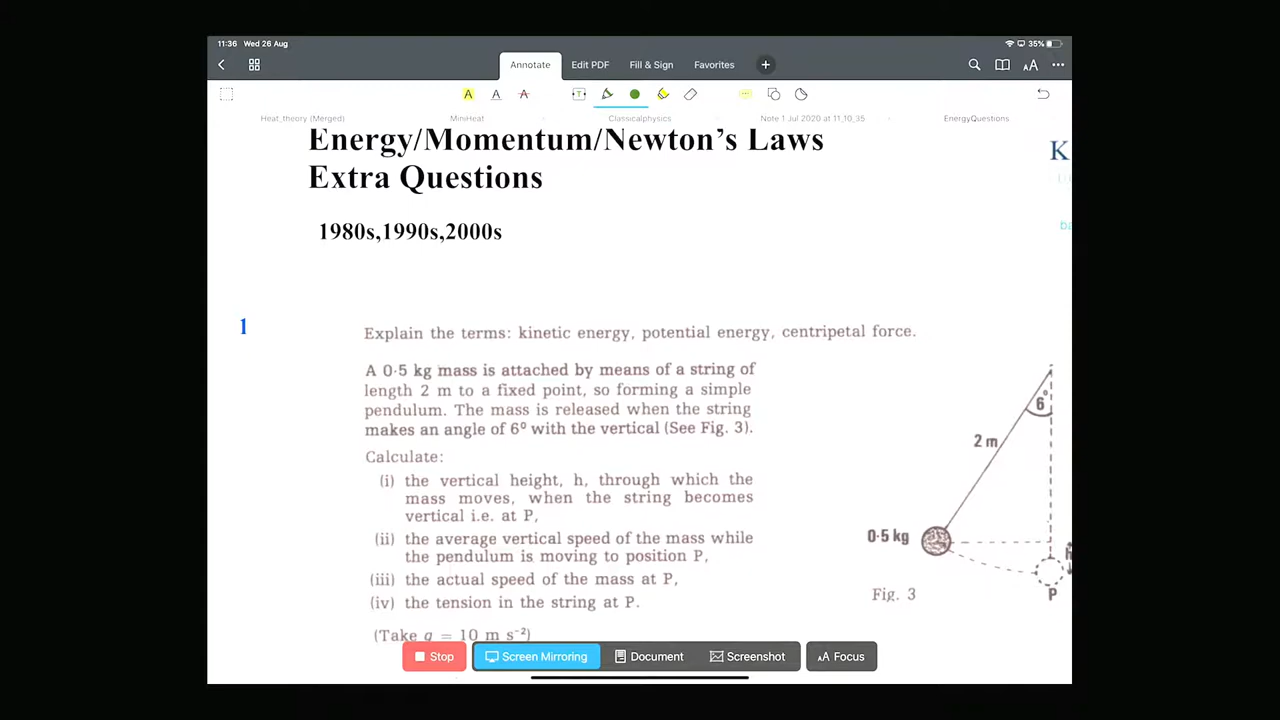 11:36 Wed 26 Aug
35%
Annotate
Edit PDF
Fill & Sign
Favorites
Heat_theory (Merged)
MiniHeat
Classicalphysics
Note 1 Jul 2020 at 11_10_35
EnergyQuestions
Energy/Momentum/Newton's Laws
Extra Questions
K
1980s,1990s,2000s
1
Explain the terms: kinetic energy, potential energy, centripetal force.
A 0·5 kg mass is attached by means of a string of
length 2 m to a fixed point, so forming a simple
pendulum. The mass is released when the string
makes an angle of 6º with the vertical (See Fig. 3).
Calculate:
(i) the vertical height, h, through which the
mass moves, when the string becomes
vertical i.e. at P,
(ii) the average vertical speed of the mass while
the pendulum is moving to position P,
(iii) the actual speed of the mass at P,
(iv) the tension in the string at P.
(Take g = 10 m s⁻²)
6°
2 m
0·5 kg
h
P
Fig. 3
Stop
Screen Mirroring
Document
Screenshot
AA Focus